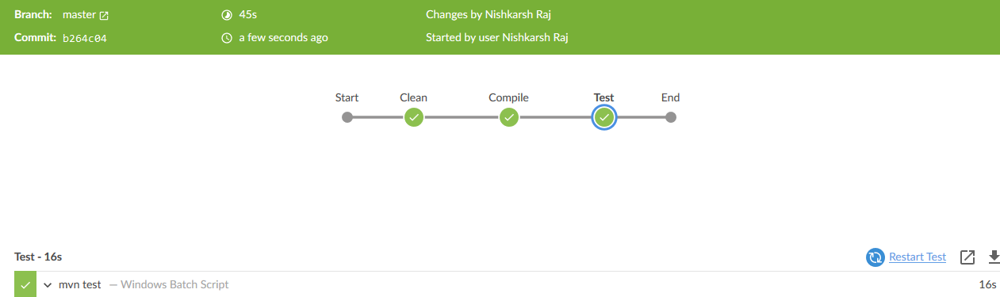 Branch: master 45s Changes by Nishkarsh Raj
Commit: b264c04 a few seconds ago Started by user Nishkarsh Raj
Start Clean Compile Test End
Test - 16s Restart Test
mvn test — Windows Batch Script 16s